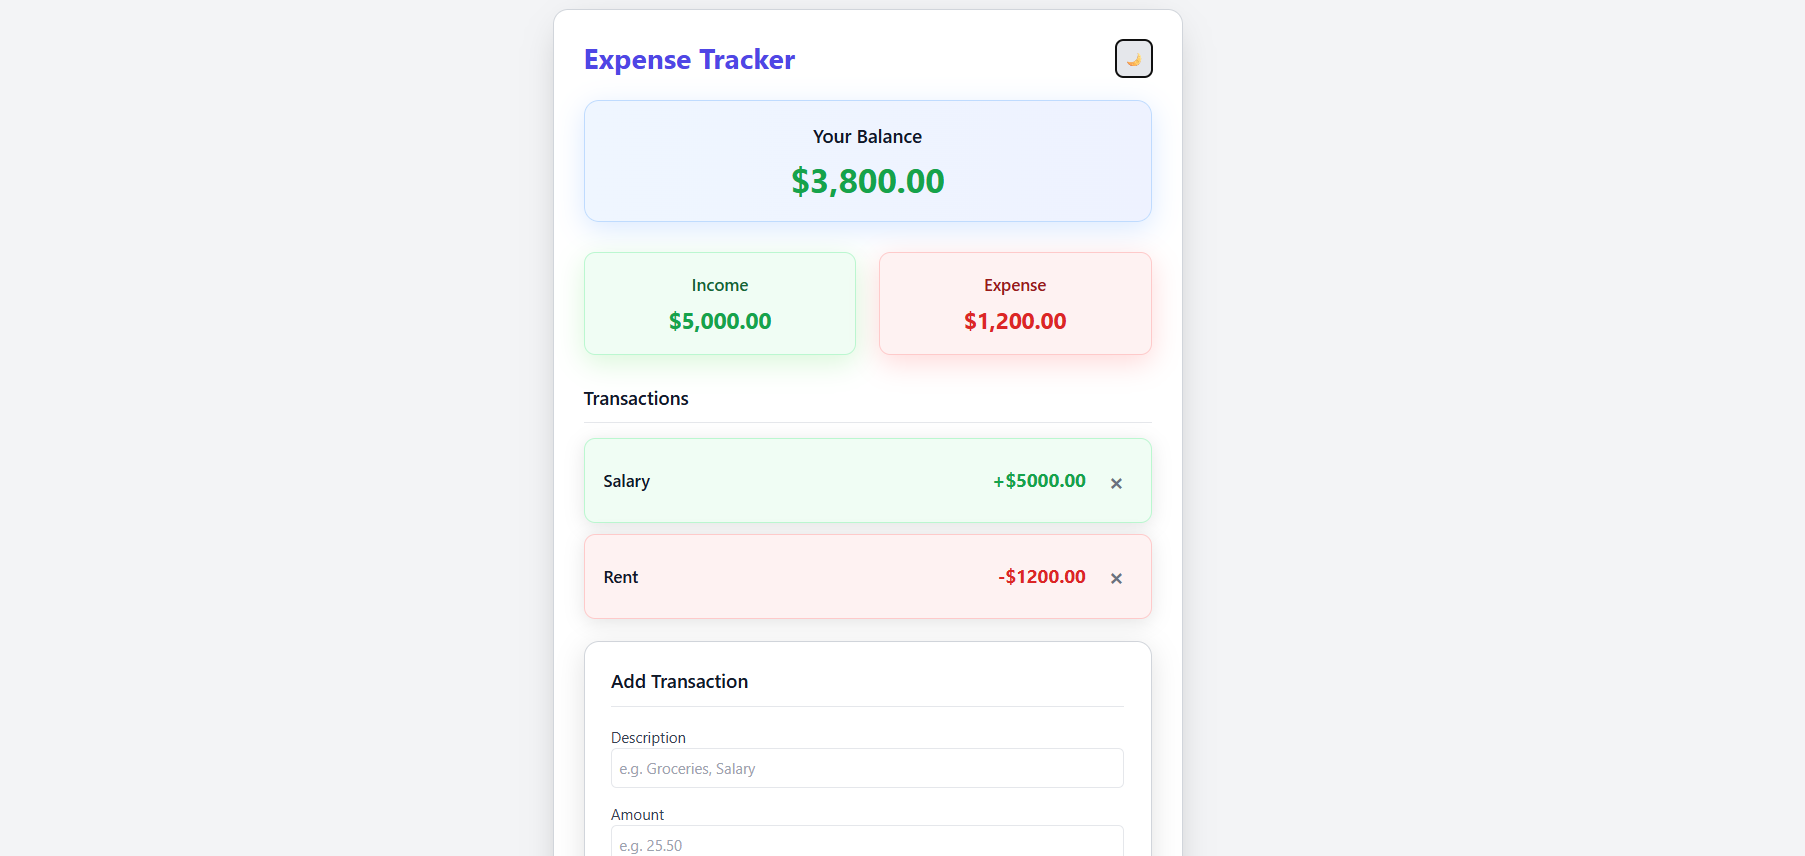 Expense Tracker
Your Balance
$3,800.00
Income
$5,000.00
Expense
$1,200.00
Transactions
Salary +$5000.00 ×
Rent -$1200.00 ×
Add Transaction
Description
e.g. Groceries, Salary
Amount
e.g. 25.50